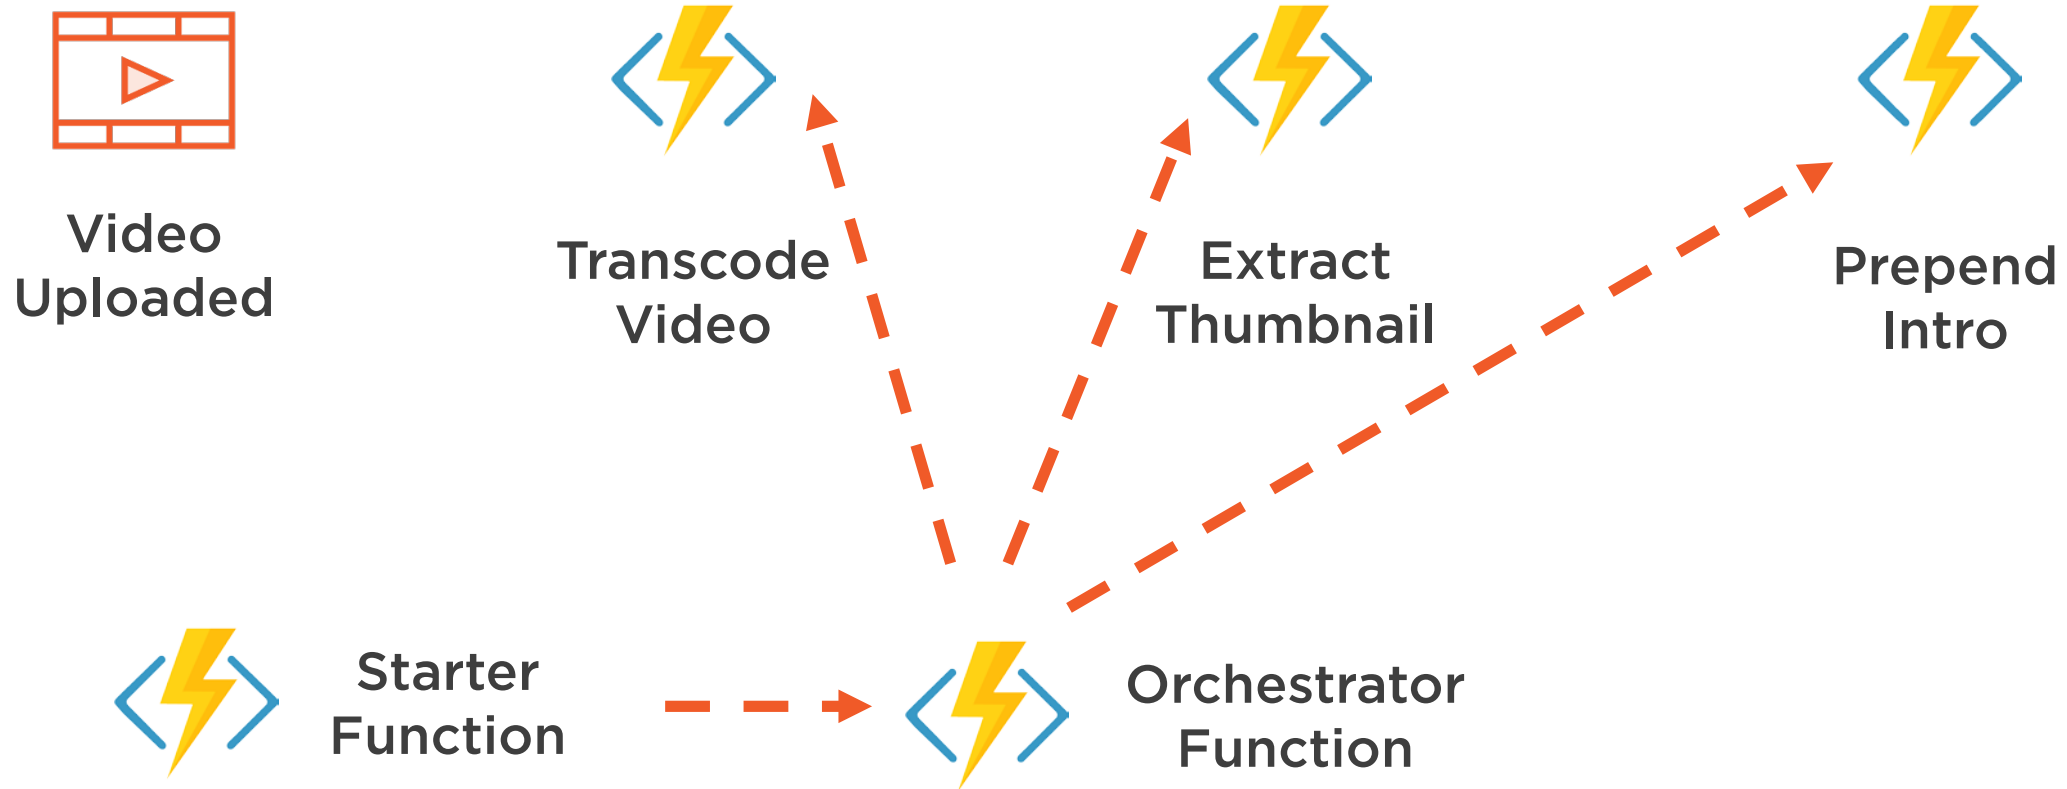 Video
Uploaded
Transcode
Video
Extract
Thumbnail
Prepend
Intro
Starter
Function
Orchestrator
Function